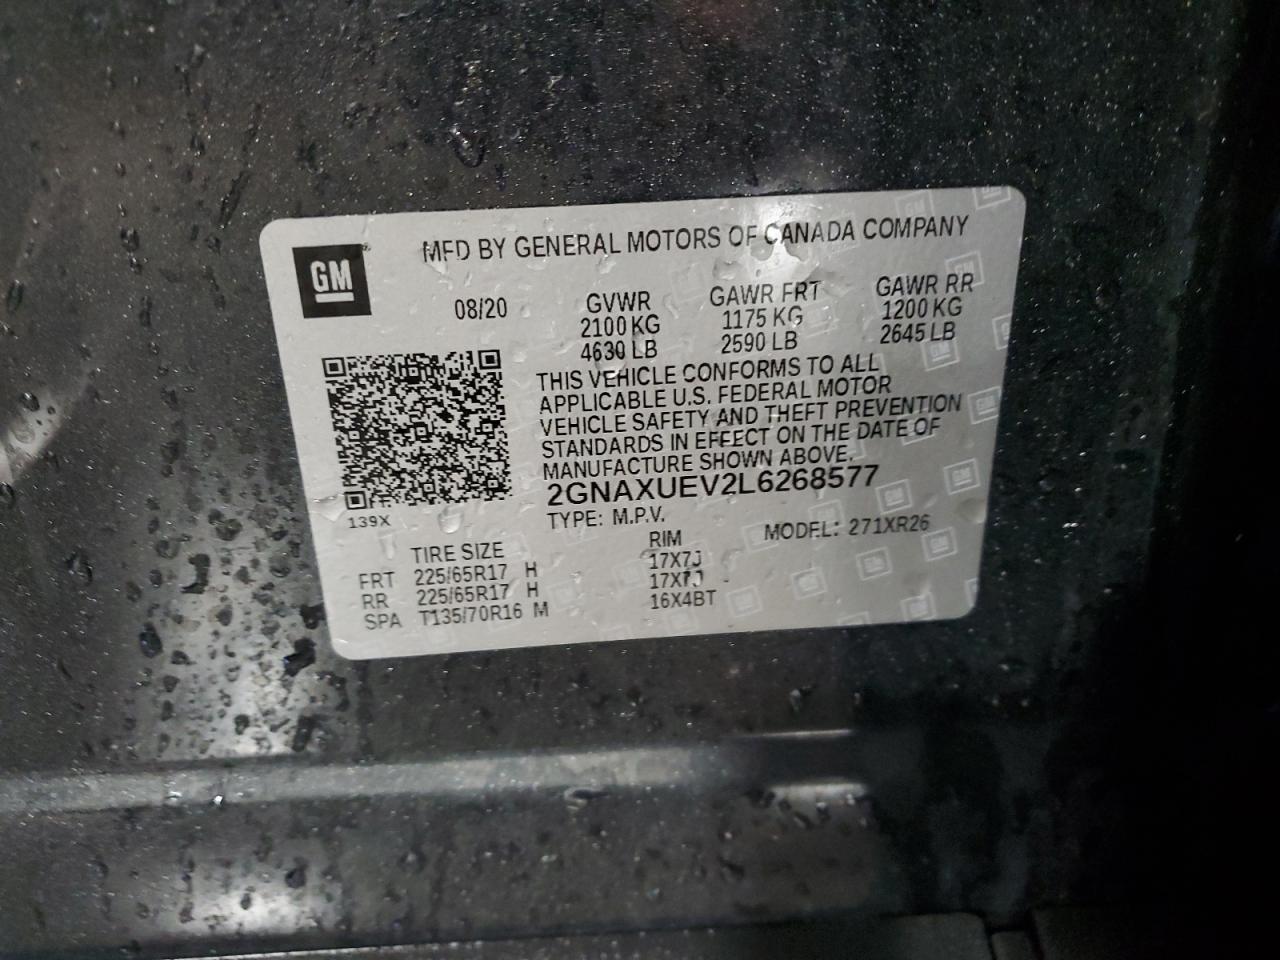 GM
MFD BY GENERAL MOTORS OF CANADA COMPANY
08/20 GVWR GAWR FRT GAWR RR
2100 KG 1175 KG 1200 KG
4630 LB 2590 LB 2645 LB
THIS VEHICLE CONFORMS TO ALL
APPLICABLE U.S. FEDERAL MOTOR
VEHICLE SAFETY AND THEFT PREVENTION
STANDARDS IN EFFECT ON THE DATE OF
MANUFACTURE SHOWN ABOVE.
2GNAXUEV2L6268577
139X
TYPE: M.P.V. MODEL: 271XR26
TIRE SIZE RIM
FRT 225/65R17 H 17X7J
RR 225/65R17 H 17X7J
SPA T135/70R16 M 16X4BT